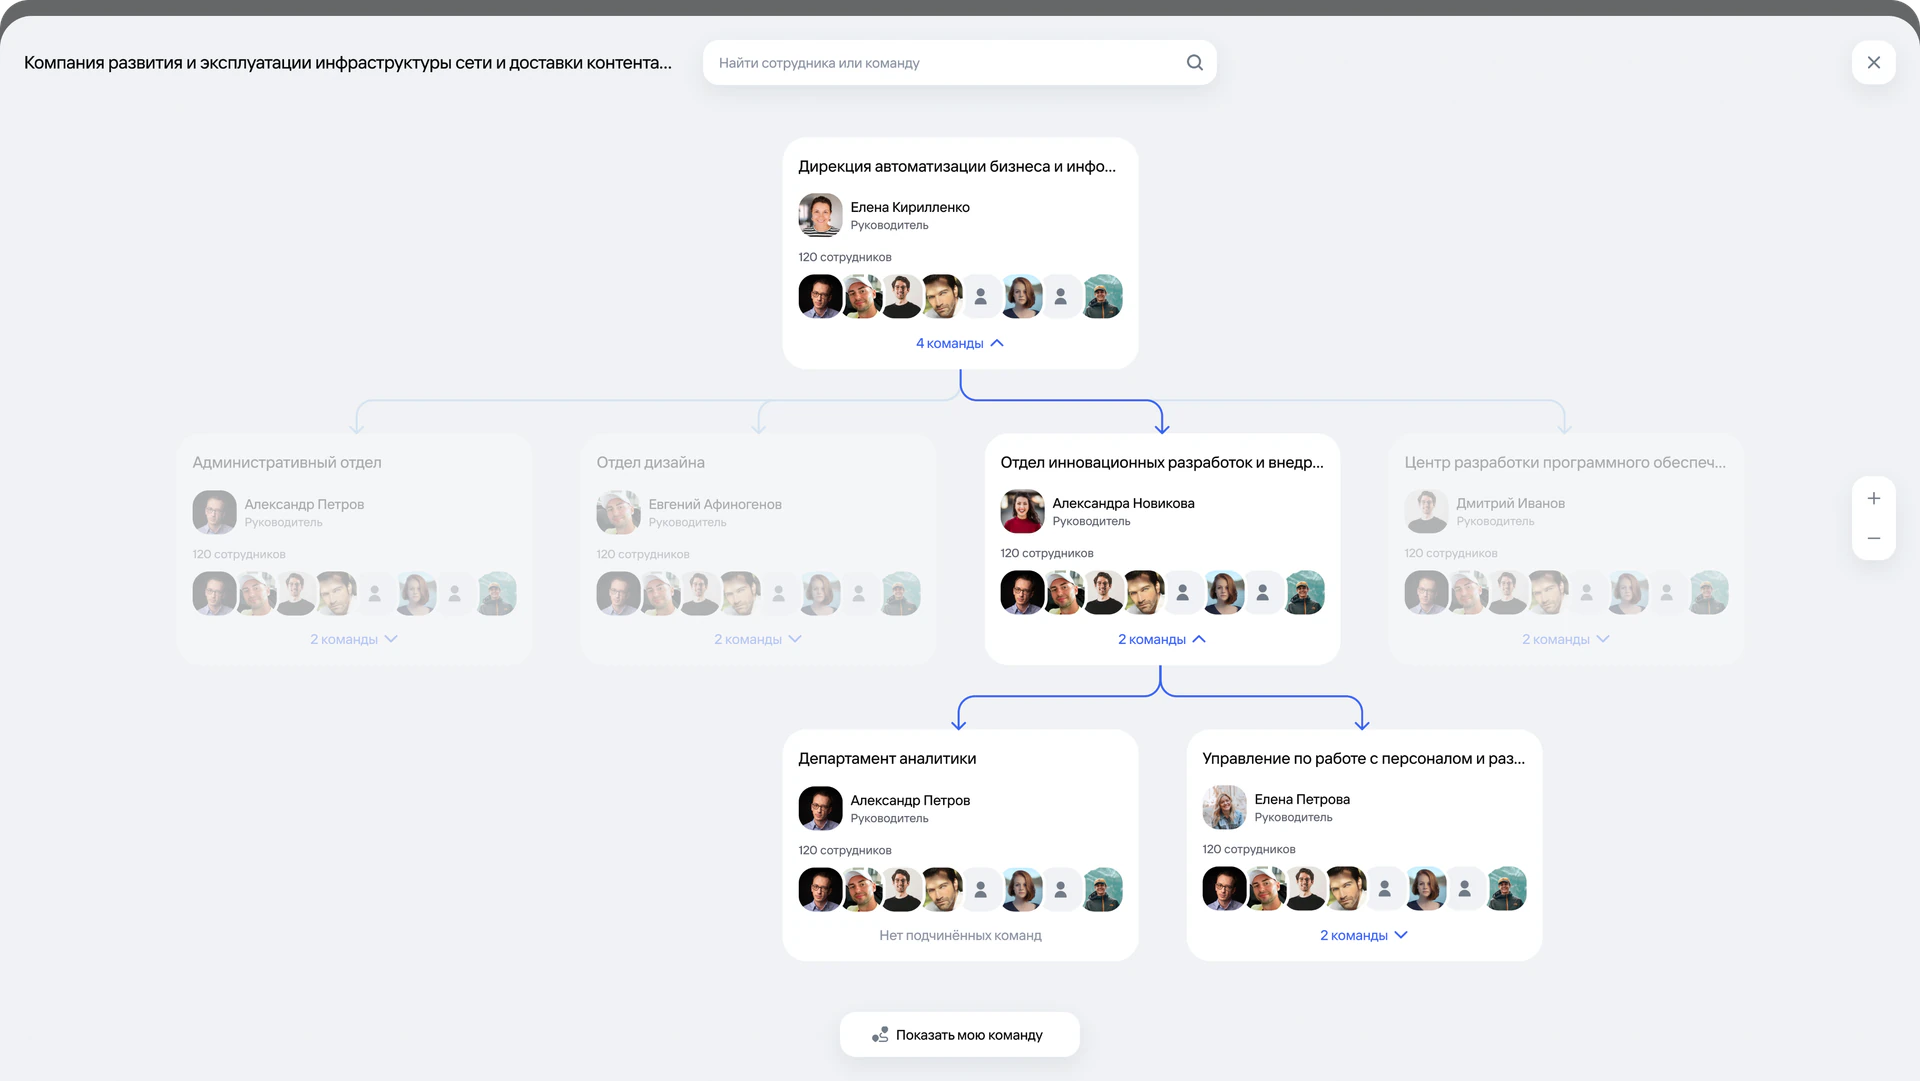 Компания развития и эксплуатации инфраструктуры сети и доставки контента...
Найти сотрудника или команду
Дирекция автоматизации бизнеса и инфо...
Елена Кирилленко
Руководитель
120 сотрудников
4 команды
Административный отдел
Александр Петров
Руководитель
120 сотрудников
2 команды
Отдел дизайна
Евгений Афиногенов
Руководитель
120 сотрудников
2 команды
Отдел инновационных разработок и внедр...
Александра Новикова
Руководитель
120 сотрудников
2 команды
Центр разработки программного обеспеч...
Дмитрий Иванов
Руководитель
120 сотрудников
2 команды
Департамент аналитики
Александр Петров
Руководитель
120 сотрудников
Нет подчинённых команд
Управление по работе с персоналом и раз...
Елена Петрова
Руководитель
120 сотрудников
2 команды
Показать мою команду